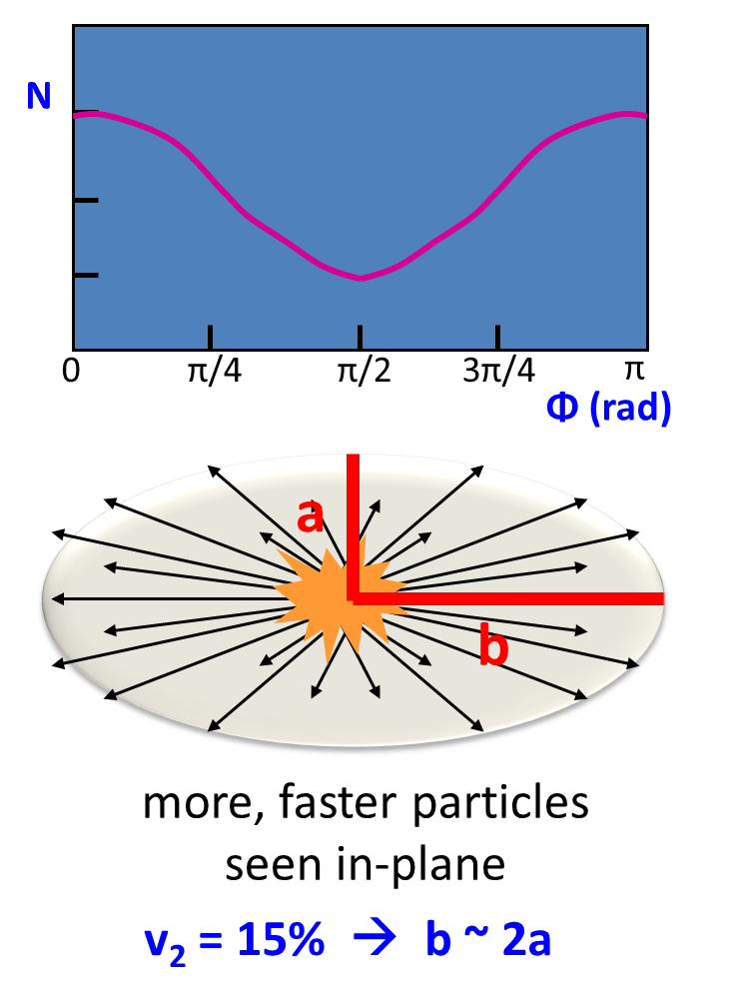 N
0 π/4 π/2 3π/4 π
Φ (rad)
a
b
more, faster particles
seen in-plane
v₂ = 15% → b ~ 2a